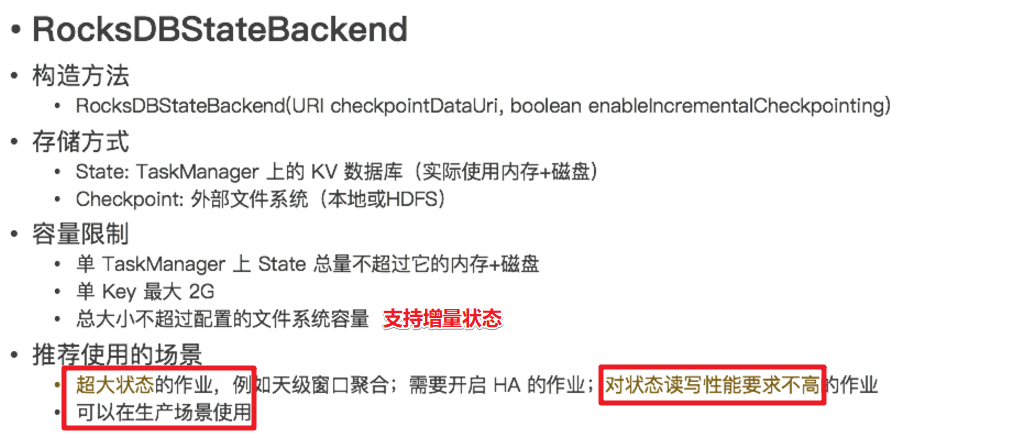 • RocksDBStateBackend
• 构造方法
• RocksDBStateBackend(URI checkpointDataUri, boolean enableIncrementalCheckpointing)
• 存储方式
• State: TaskManager 上的 KV 数据库（实际使用内存+磁盘）
• Checkpoint: 外部文件系统（本地或HDFS）
• 容量限制
• 单 TaskManager 上 State 总量不超过它的内存+磁盘
• 单 Key 最大 2G
• 总大小不超过配置的文件系统容量 支持增量状态
• 推荐使用的场景
• 超大状态的作业，例如天级窗口聚合；需要开启 HA 的作业；对状态读写性能要求不高的作业
• 可以在生产场景使用